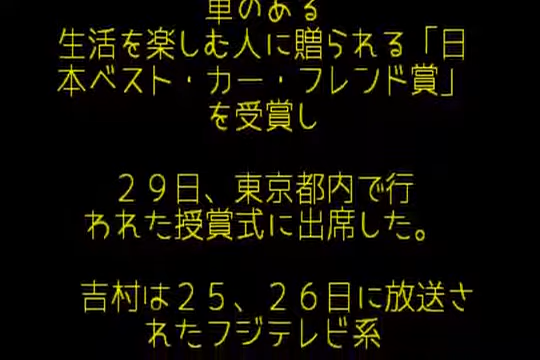 車のある
生活を楽しむ人に贈られる「日
本ベスト・カー・フレンド賞」
を受賞し
２９日、東京都内で行
われた授賞式に出席した。
吉村は２５、２６日に放送さ
れたフジテレビ系